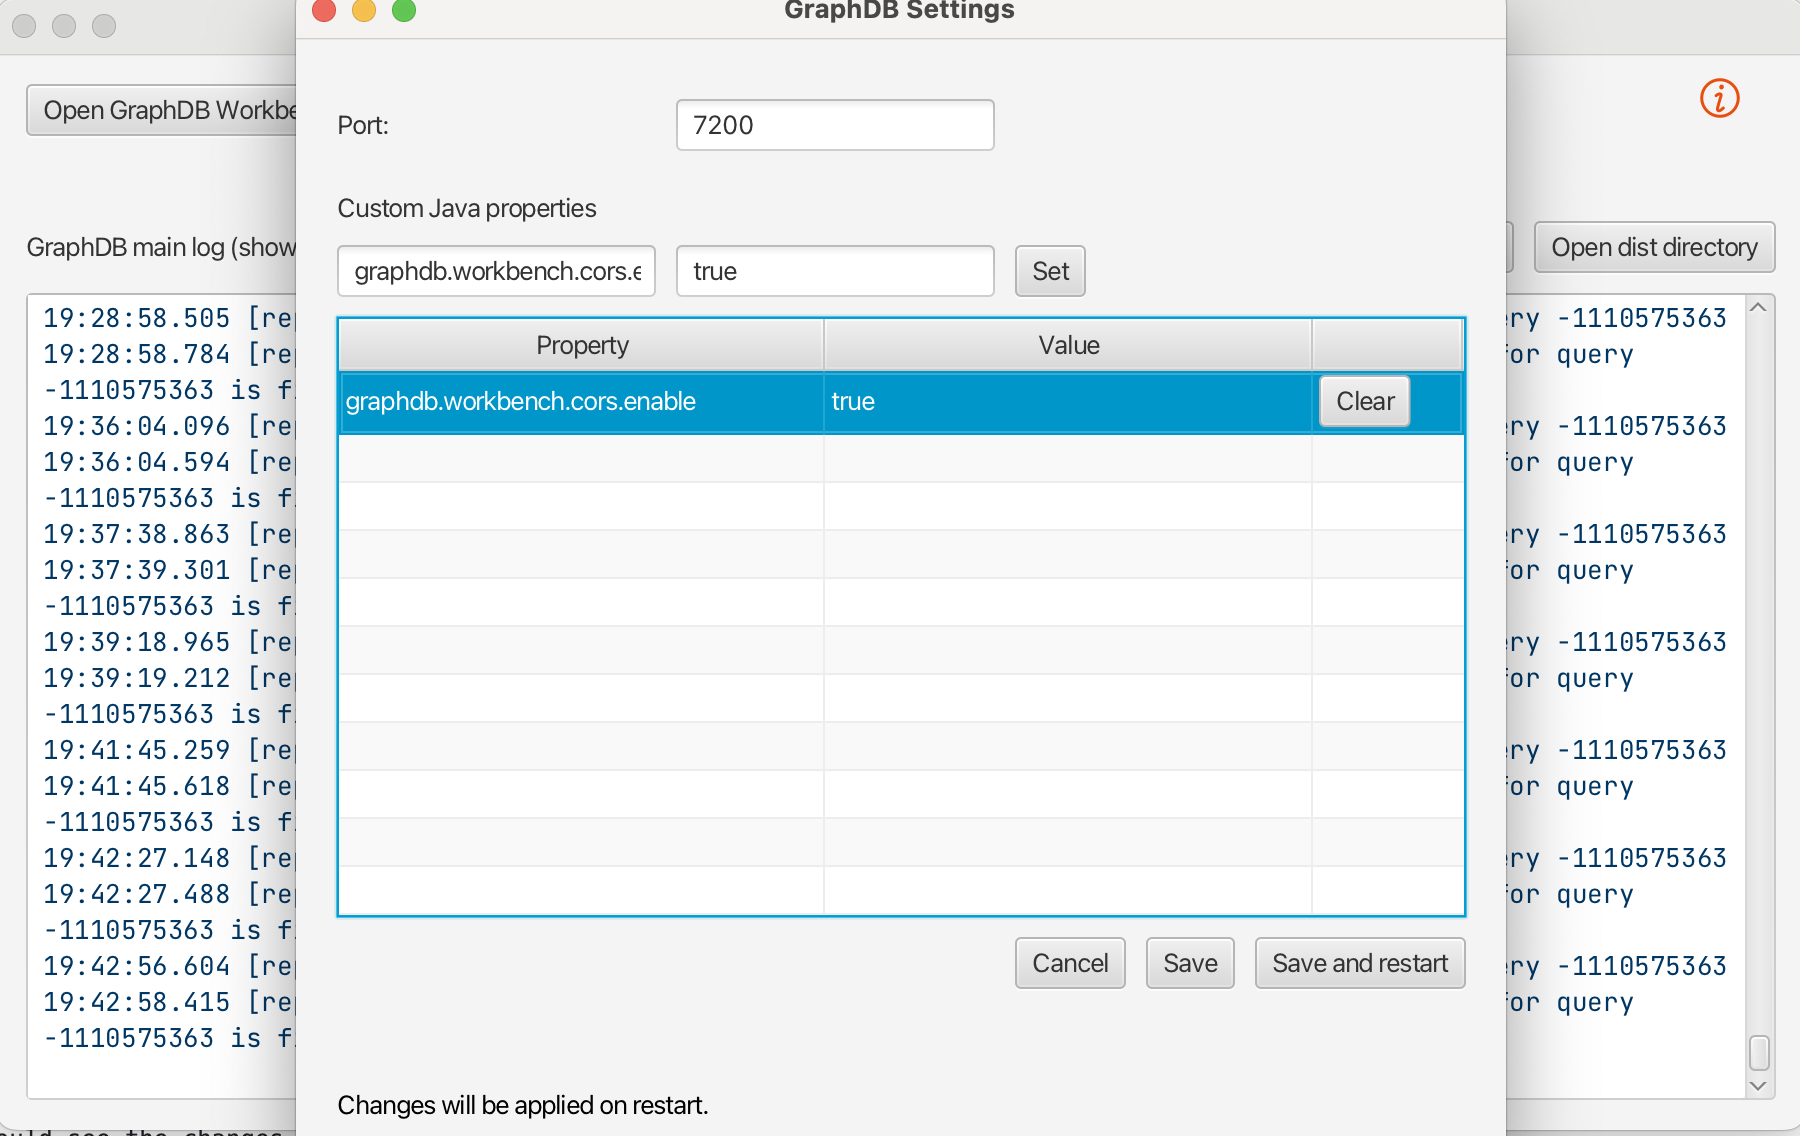 GraphDB Settings
Open GraphDB Workbe
Port:
7200
Custom Java properties
GraphDB main log (show
Open dist directory
graphdb.workbench.cors.e
true
Set
Property
Value
graphdb.workbench.cors.enable
true
Clear
19:28:58.505 [re
ry -1110575363
19:28:58.784 [re
or query
-1110575363 is f
19:36:04.096 [re
ry -1110575363
19:36:04.594 [re
or query
-1110575363 is f
19:37:38.863 [re
ry -1110575363
19:37:39.301 [re
or query
-1110575363 is f
19:39:18.965 [re
ry -1110575363
19:39:19.212 [re
or query
-1110575363 is f
19:41:45.259 [re
ry -1110575363
19:41:45.618 [re
or query
-1110575363 is f
19:42:27.148 [re
ry -1110575363
19:42:27.488 [re
or query
-1110575363 is f
19:42:56.604 [re
ry -1110575363
19:42:58.415 [re
or query
-1110575363 is f
Cancel
Save
Save and restart
Changes will be applied on restart.